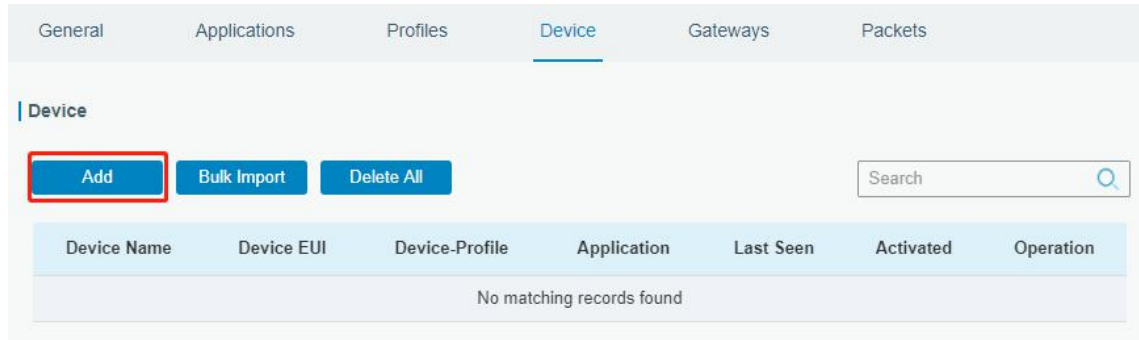 General Applications Profiles Device Gateways Packets
Device
Add Bulk Import Delete All Search
Device Name Device EUI Device-Profile Application Last Seen Activated Operation
No matching records found